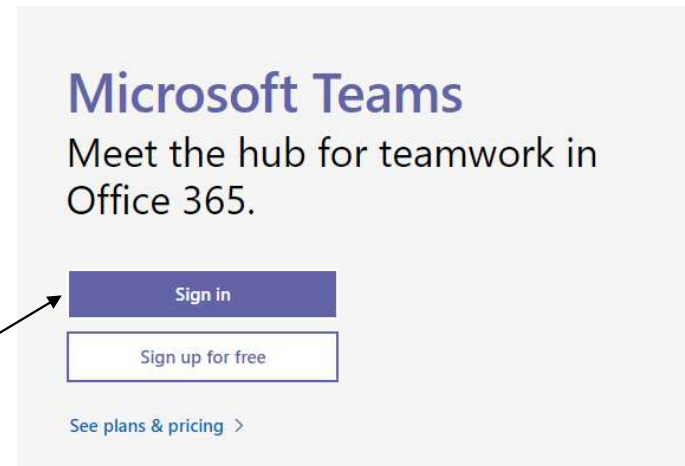 Microsoft Teams
Meet the hub for teamwork in
Office 365.
Sign in
Sign up for free
See plans & pricing >